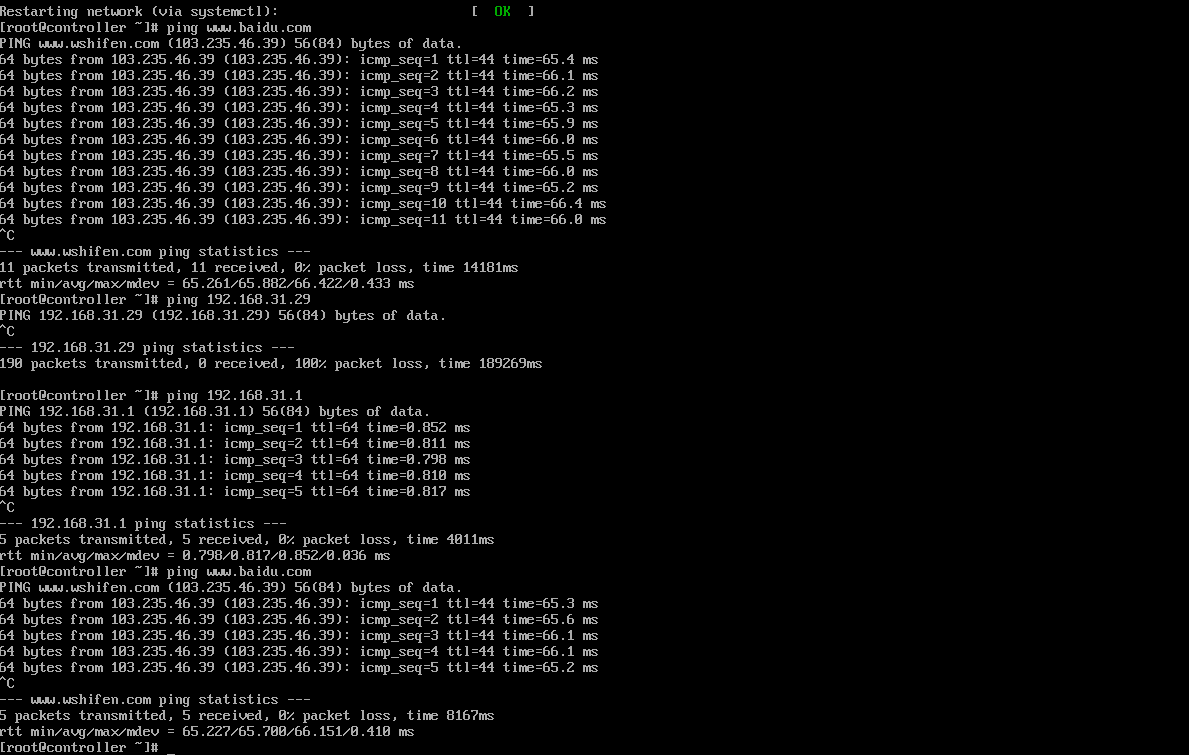 Restarting network (via systemctl):                        [  OK  ]
[root@controller ~]# ping www.baidu.com
PING www.wshifen.com (103.235.46.39) 56(84) bytes of data.
64 bytes from 103.235.46.39 (103.235.46.39): icmp_seq=1 ttl=44 time=65.4 ms
64 bytes from 103.235.46.39 (103.235.46.39): icmp_seq=2 ttl=44 time=66.1 ms
64 bytes from 103.235.46.39 (103.235.46.39): icmp_seq=3 ttl=44 time=66.2 ms
64 bytes from 103.235.46.39 (103.235.46.39): icmp_seq=4 ttl=44 time=65.3 ms
64 bytes from 103.235.46.39 (103.235.46.39): icmp_seq=5 ttl=44 time=65.9 ms
64 bytes from 103.235.46.39 (103.235.46.39): icmp_seq=6 ttl=44 time=66.0 ms
64 bytes from 103.235.46.39 (103.235.46.39): icmp_seq=7 ttl=44 time=65.5 ms
64 bytes from 103.235.46.39 (103.235.46.39): icmp_seq=8 ttl=44 time=66.0 ms
64 bytes from 103.235.46.39 (103.235.46.39): icmp_seq=9 ttl=44 time=65.2 ms
64 bytes from 103.235.46.39 (103.235.46.39): icmp_seq=10 ttl=44 time=66.4 ms
64 bytes from 103.235.46.39 (103.235.46.39): icmp_seq=11 ttl=44 time=66.0 ms
^C
--- www.wshifen.com ping statistics ---
11 packets transmitted, 11 received, 0% packet loss, time 14181ms
rtt min/avg/max/mdev = 65.261/65.882/66.422/0.433 ms
[root@controller ~]# ping 192.168.31.29
PING 192.168.31.29 (192.168.31.29) 56(84) bytes of data.
^C
--- 192.168.31.29 ping statistics ---
190 packets transmitted, 0 received, 100% packet loss, time 189269ms

[root@controller ~]# ping 192.168.31.1
PING 192.168.31.1 (192.168.31.1) 56(84) bytes of data.
64 bytes from 192.168.31.1: icmp_seq=1 ttl=64 time=0.852 ms
64 bytes from 192.168.31.1: icmp_seq=2 ttl=64 time=0.811 ms
64 bytes from 192.168.31.1: icmp_seq=3 ttl=64 time=0.798 ms
64 bytes from 192.168.31.1: icmp_seq=4 ttl=64 time=0.810 ms
64 bytes from 192.168.31.1: icmp_seq=5 ttl=64 time=0.817 ms
^C
--- 192.168.31.1 ping statistics ---
5 packets transmitted, 5 received, 0% packet loss, time 4011ms
rtt min/avg/max/mdev = 0.798/0.817/0.852/0.036 ms
[root@controller ~]# ping www.baidu.com
PING www.wshifen.com (103.235.46.39) 56(84) bytes of data.
64 bytes from 103.235.46.39 (103.235.46.39): icmp_seq=1 ttl=44 time=65.3 ms
64 bytes from 103.235.46.39 (103.235.46.39): icmp_seq=2 ttl=44 time=65.6 ms
64 bytes from 103.235.46.39 (103.235.46.39): icmp_seq=3 ttl=44 time=66.1 ms
64 bytes from 103.235.46.39 (103.235.46.39): icmp_seq=4 ttl=44 time=66.1 ms
64 bytes from 103.235.46.39 (103.235.46.39): icmp_seq=5 ttl=44 time=65.2 ms
^C
--- www.wshifen.com ping statistics ---
5 packets transmitted, 5 received, 0% packet loss, time 8167ms
rtt min/avg/max/mdev = 65.227/65.700/66.151/0.410 ms
[root@controller ~]# _